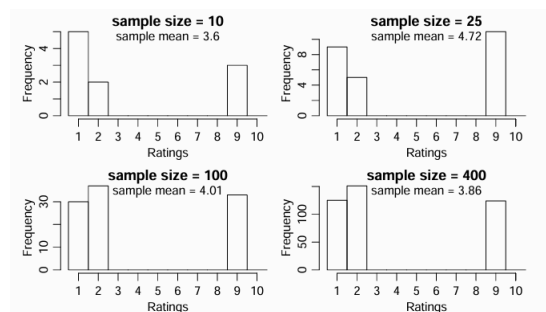 sample size = 10
sample mean = 3.6
Frequency
0 2 4
1 2 3 4 5 6 7 8 9 10
Ratings
sample size = 25
sample mean = 4.72
Frequency
0 4 8
1 2 3 4 5 6 7 8 9 10
Ratings
sample size = 100
sample mean = 4.01
Frequency
0 10 30
1 2 3 4 5 6 7 8 9 10
Ratings
sample size = 400
sample mean = 3.86
Frequency
0 50 100
1 2 3 4 5 6 7 8 9 10
Ratings